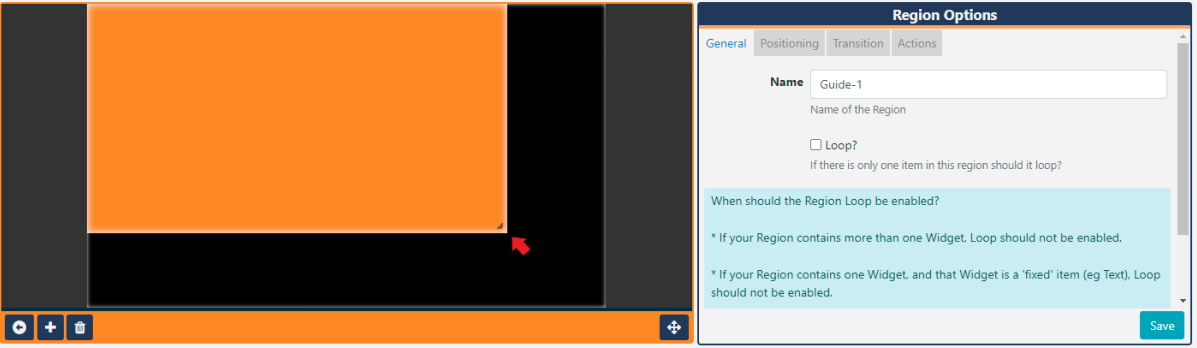 Region Options
General
Positioning
Transition
Actions
Name
Guide-1
Name of the Region
Loop?
If there is only one item in this region should it loop?
When should the Region Loop be enabled?
* If your Region contains more than one Widget, Loop should not be enabled.
* If your Region contains one Widget, and that Widget is a 'fixed' item (eg Text), Loop
should not be enabled.
Save